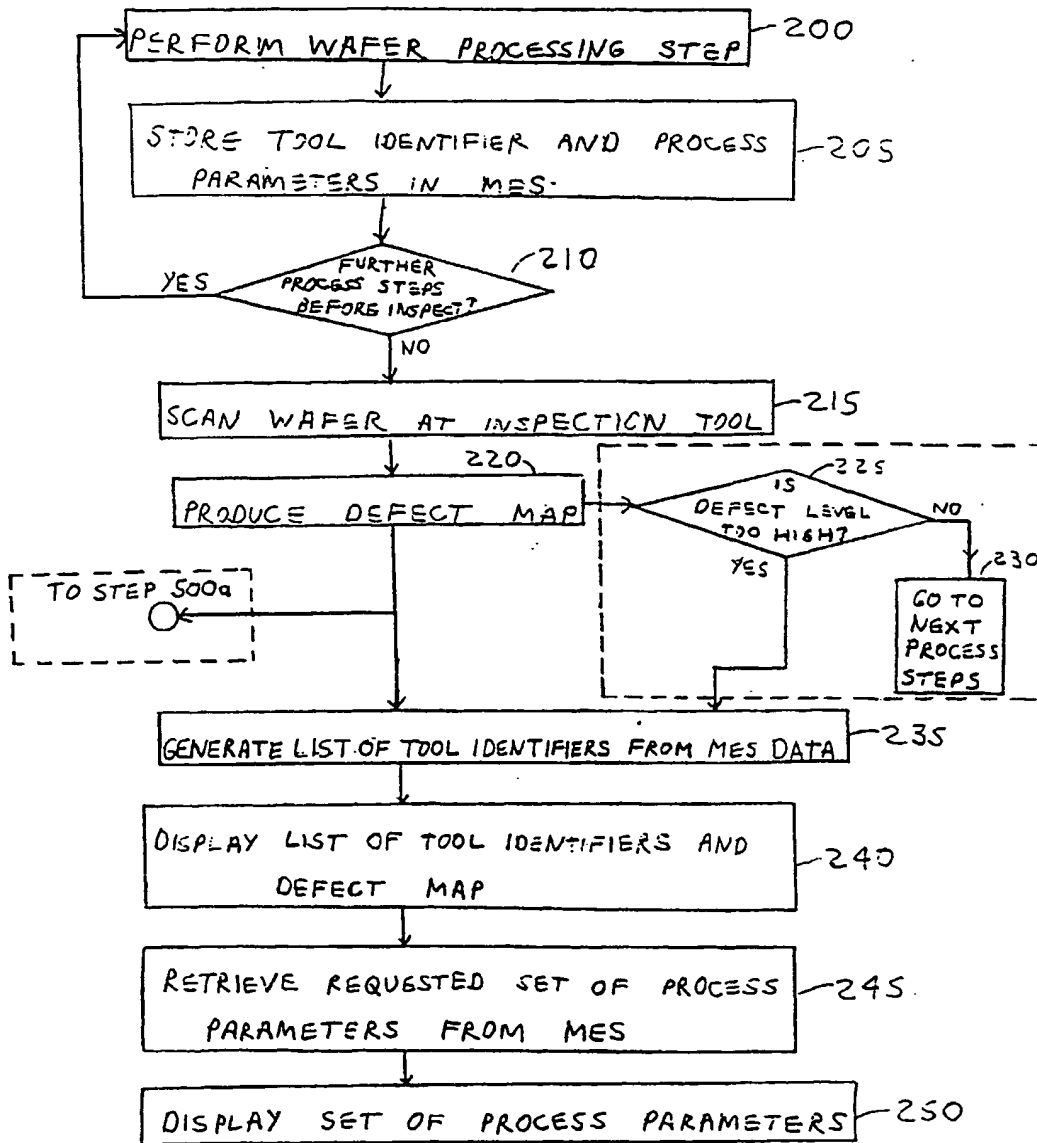 PERFORM WAFER PROCESSING STEP
200
STORE TOOL IDENTIFIER AND PROCESS
PARAMETERS IN MES.
205
FURTHER
PROCESS STEPS
BEFORE INSPECT?
210
YES
NO
SCAN WAFER AT INSPECTION TOOL
215
220
PRODUCE DEFECT MAP
225
IS
DEFECT LEVEL
TOO HIGH?
NO
YES
230
GO TO
NEXT
PROCESS
STEPS
TO STEP 500a
GENERATE LIST OF TOOL IDENTIFIERS FROM MES DATA
235
DISPLAY LIST OF TOOL IDENTIFIERS AND
DEFECT MAP
240
RETRIEVE REQUESTED SET OF PROCESS
PARAMETERS FROM MES
245
DISPLAY SET OF PROCESS PARAMETERS
250